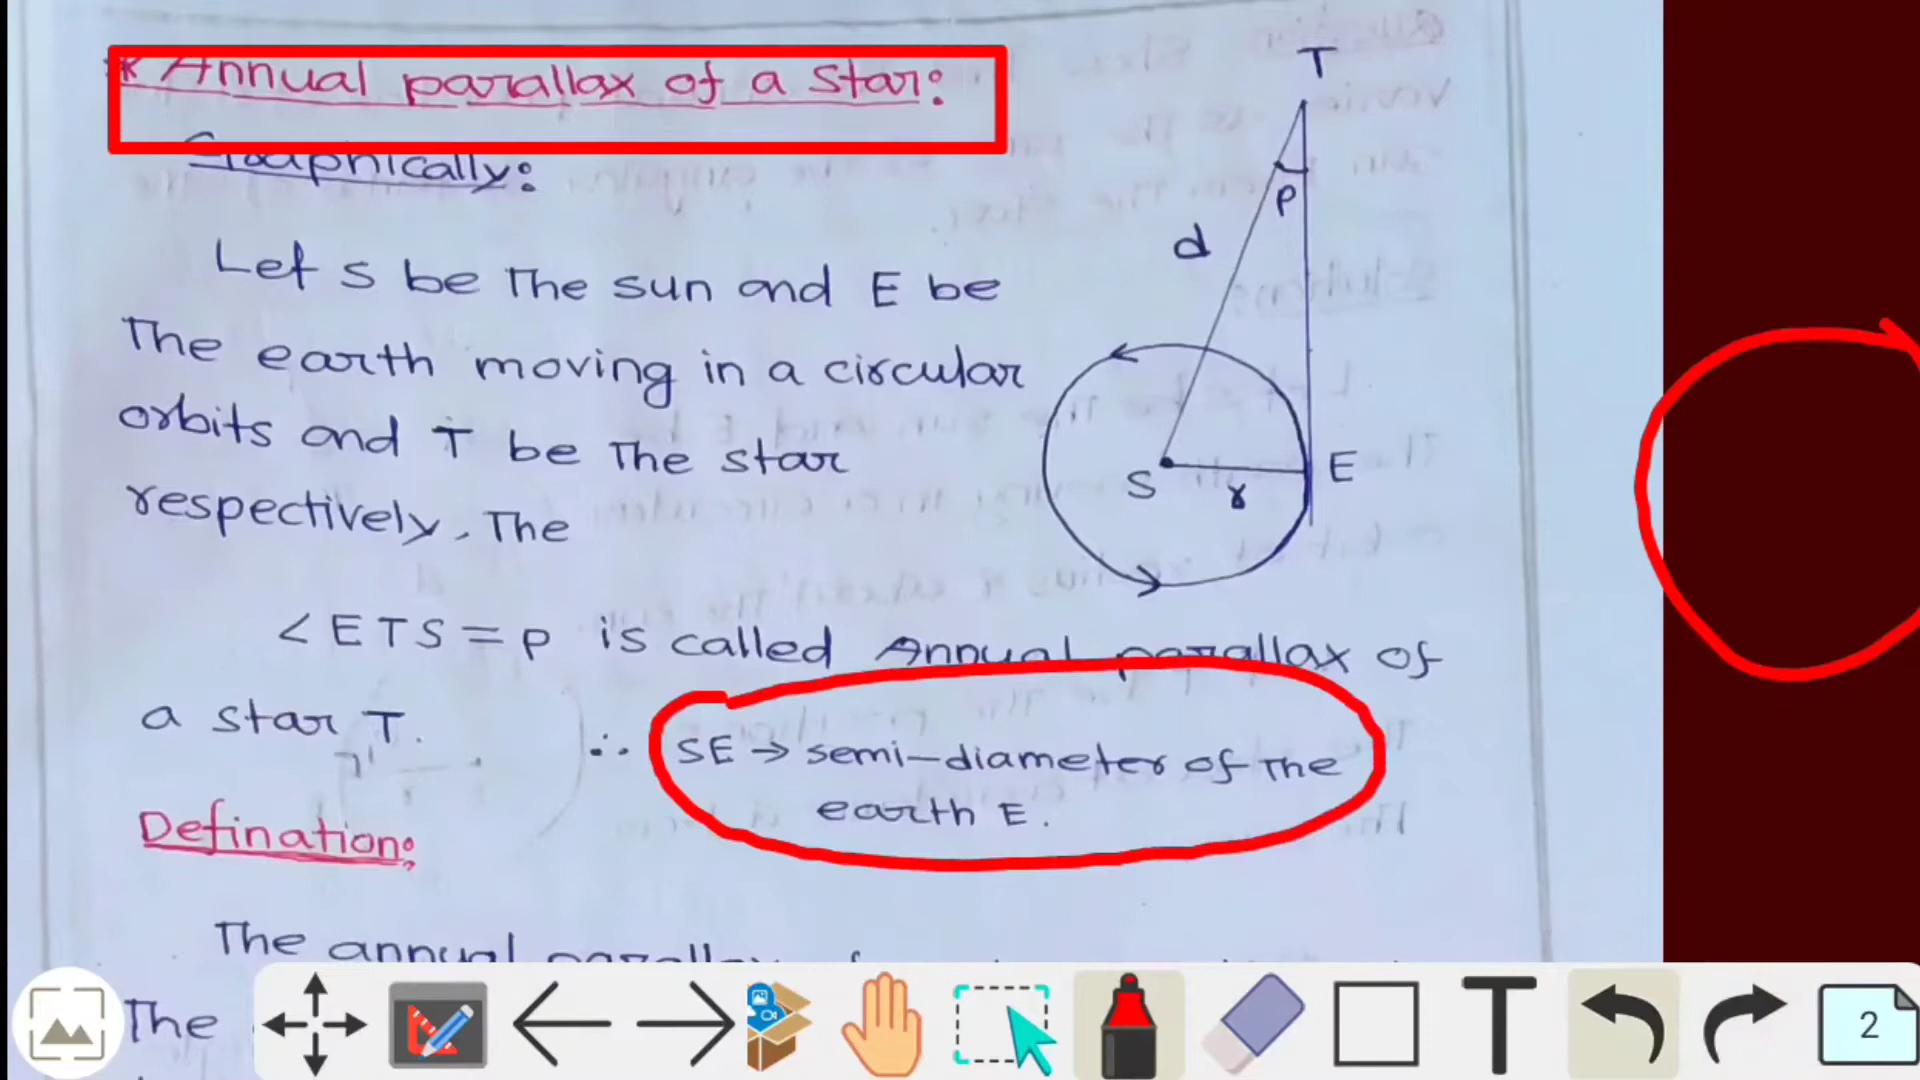 * Annual parallax of a star:
Graphically:
Let S be the sun and E be
The earth moving in a circular
orbits and T be the star
respectively. The
∠ETS = p is called Annual parallax of
a star T.
∴ SE → semi-diameter of the
earth E.
Defination:
The annual parallax
The
T
p
d
S
r
E
T
2